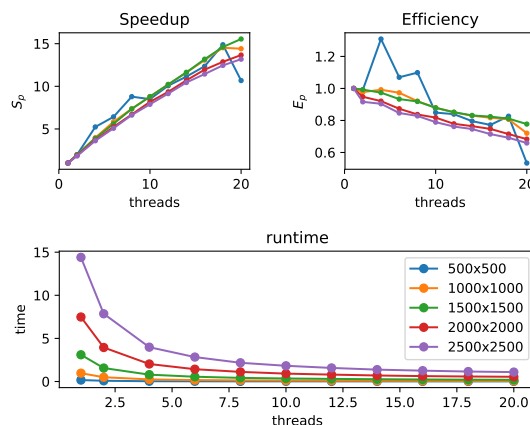 Speedup
Efficiency
15
10
5
S_p
0
10
20
threads
1.2
1.0
0.8
0.6
E_p
0
10
20
threads
runtime
15
10
5
0
time
2.5
5.0
7.5
10.0
12.5
15.0
17.5
20.0
threads
500x500
1000x1000
1500x1500
2000x2000
2500x2500